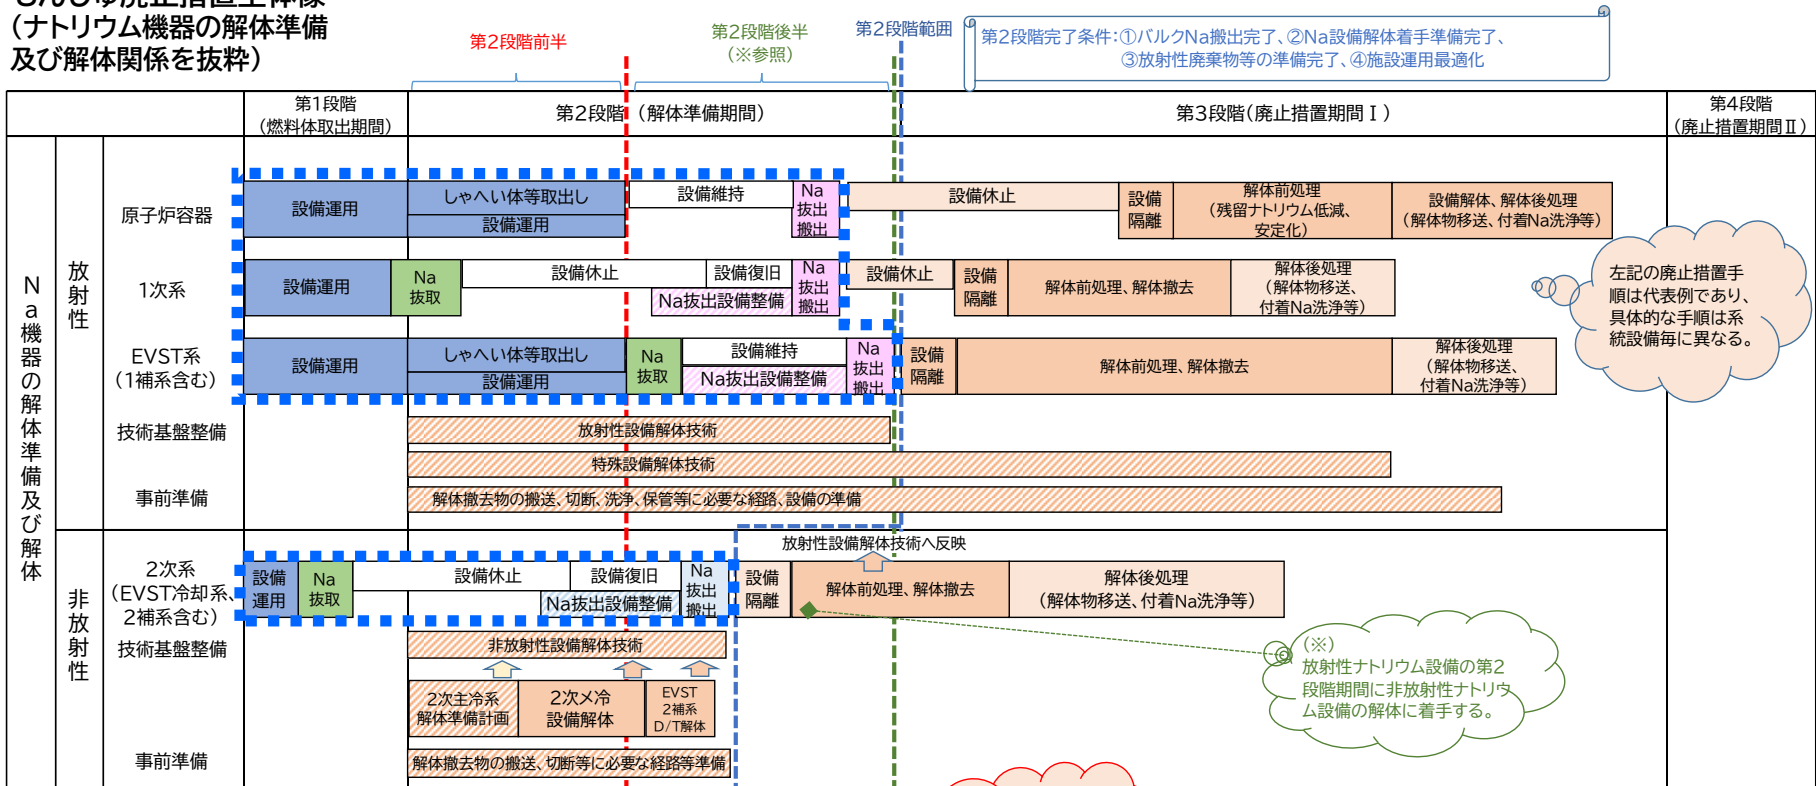 もんじゅ廃止措置全体像
（ナトリウム機器の解体準備
及び解体関係を抜粋）
第2段階前半
第2段階後半
（※参照）
第2段階範囲
第2段階完了条件：①バルクNa搬出完了、②Na設備解体着手準備完了、
③放射性廃棄物等の準備完了、④施設運用最適化
第1段階
（燃料体取出期間）
第2段階（解体準備期間）
第3段階（廃止措置期間Ⅰ）
第4段階
（廃止措置期間Ⅱ）
Na機器の解体準備及び解体
放射性
原子炉容器
設備運用
しゃへい体等取出し
設備運用
設備維持
Na
抜出
搬出
設備休止
設備
隔離
解体前処理
（残留ナトリウム低減、
安定化）
設備解体、解体後処理
（解体物移送、付着Na洗浄等）
1次系
設備運用
Na
抜取
設備休止
設備復旧
Na抜出設備整備
Na
抜出
搬出
設備休止
設備
隔離
解体前処理、解体撤去
解体後処理
（解体物移送、
付着Na洗浄等）
左記の廃止措置手
順は代表例であり、
具体的な手順は系
統設備毎に異なる。
EVST系
（1補系含む）
設備運用
しゃへい体等取出し
設備運用
Na
抜取
設備維持
Na抜出設備整備
Na
抜出
搬出
設備
隔離
解体前処理、解体撤去
解体後処理
（解体物移送、
付着Na洗浄等）
技術基盤整備
放射性設備解体技術
特殊設備解体技術
事前準備
解体撤去物の搬送、切断、洗浄、保管等に必要な経路、設備の準備
非放射性
放射性設備解体技術へ反映
2次系
（EVST冷却系、
2補系含む）
設備
運用
Na
抜取
設備休止
設備復旧
Na抜出設備整備
Na
抜出
搬出
設備
隔離
解体前処理、解体撤去
解体後処理
（解体物移送、付着Na洗浄等）
技術基盤整備
非放射性設備解体技術
2次主冷系
解体準備計画
2次メ冷
設備解体
EVST
2補系
D/T解体
（※）
放射性ナトリウム設備の第2
段階期間に非放射性ナトリウ
ム設備の解体に着手する。
事前準備
解体撤去物の搬送、切断等に必要な経路等準備